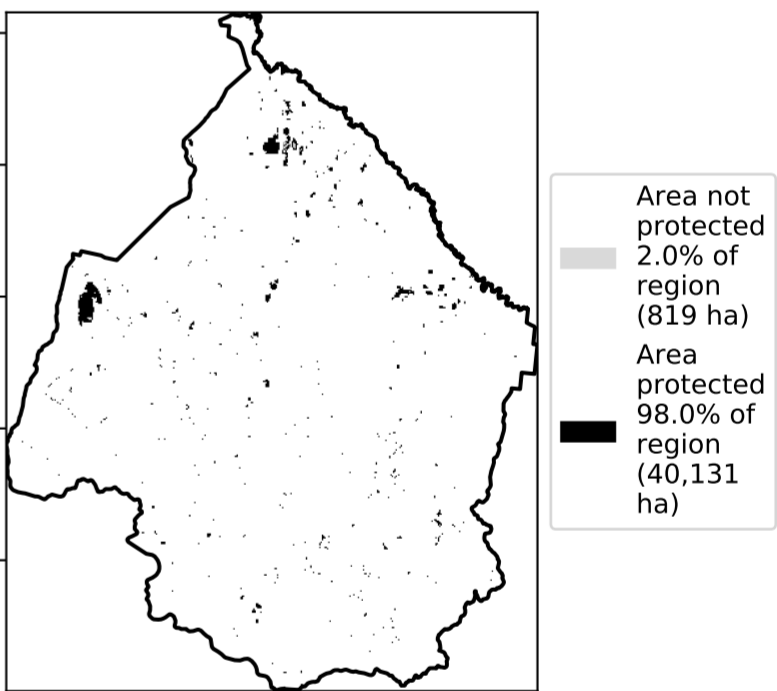 Area not
protected
2.0% of
region
(819 ha)
Area
protected
98.0% of
region
(40,131
ha)